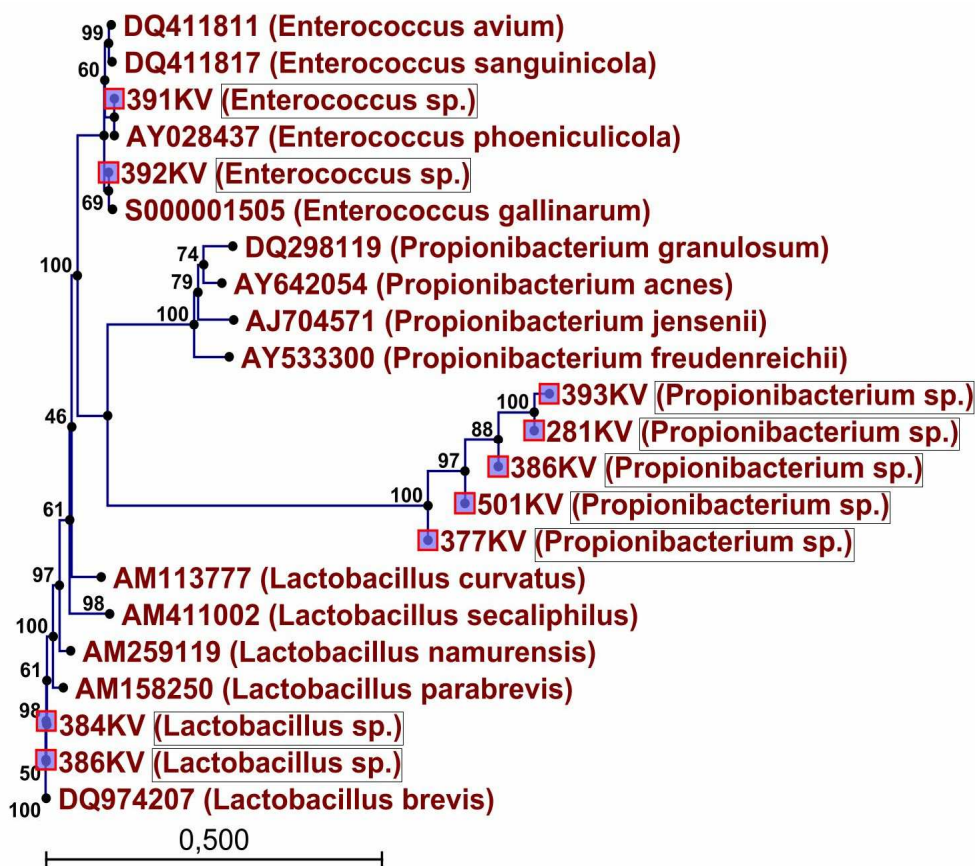 99
DQ411811 (Enterococcus avium)
DQ411817 (Enterococcus sanguinicola)
60
391KV (Enterococcus sp.)
AY028437 (Enterococcus phoeniculicola)
392KV (Enterococcus sp.)
69
S000001505 (Enterococcus gallinarum)
DQ298119 (Propionibacterium granulosum)
74
100
AY642054 (Propionibacterium acnes)
79
AJ704571 (Propionibacterium jensenii)
100
AY533300 (Propionibacterium freudenreichii)
393KV (Propionibacterium sp.)
100
46
281KV (Propionibacterium sp.)
88
386KV (Propionibacterium sp.)
97
501KV (Propionibacterium sp.)
100
61
377KV (Propionibacterium sp.)
97
AM113777 (Lactobacillus curvatus)
98
AM411002 (Lactobacillus secaliphilus)
100
AM259119 (Lactobacillus namurensis)
61
AM158250 (Lactobacillus parabrevis)
98
384KV (Lactobacillus sp.)
386KV (Lactobacillus sp.)
50
DQ974207 (Lactobacillus brevis)
100
0,500